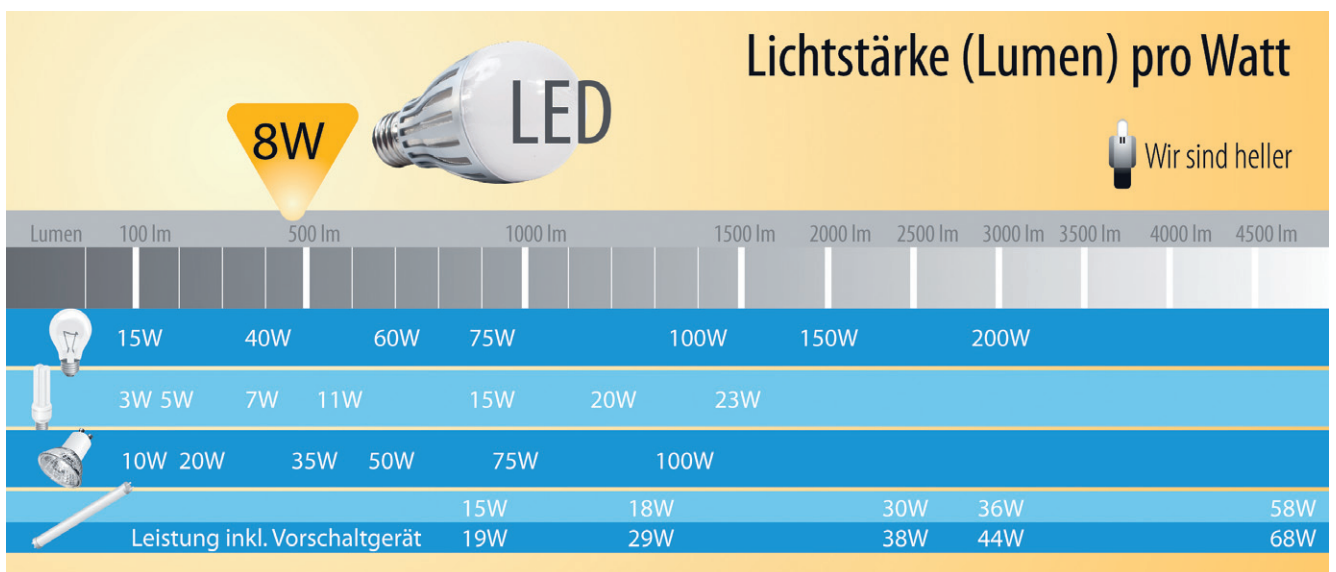 Lichtstärke (Lumen) pro Watt
LED
8W
Wir sind heller
Lumen 100 lm 500 lm 1000 lm 1500 lm 2000 lm 2500 lm 3000 lm 3500 lm 4000 lm 4500 lm
15W 40W 60W 75W 100W 150W 200W
3W 5W 7W 11W 15W 20W 23W
10W 20W 35W 50W 75W 100W
15W 18W 30W 36W 58W
Leistung inkl. Vorschaltgerät 19W 29W 38W 44W 68W